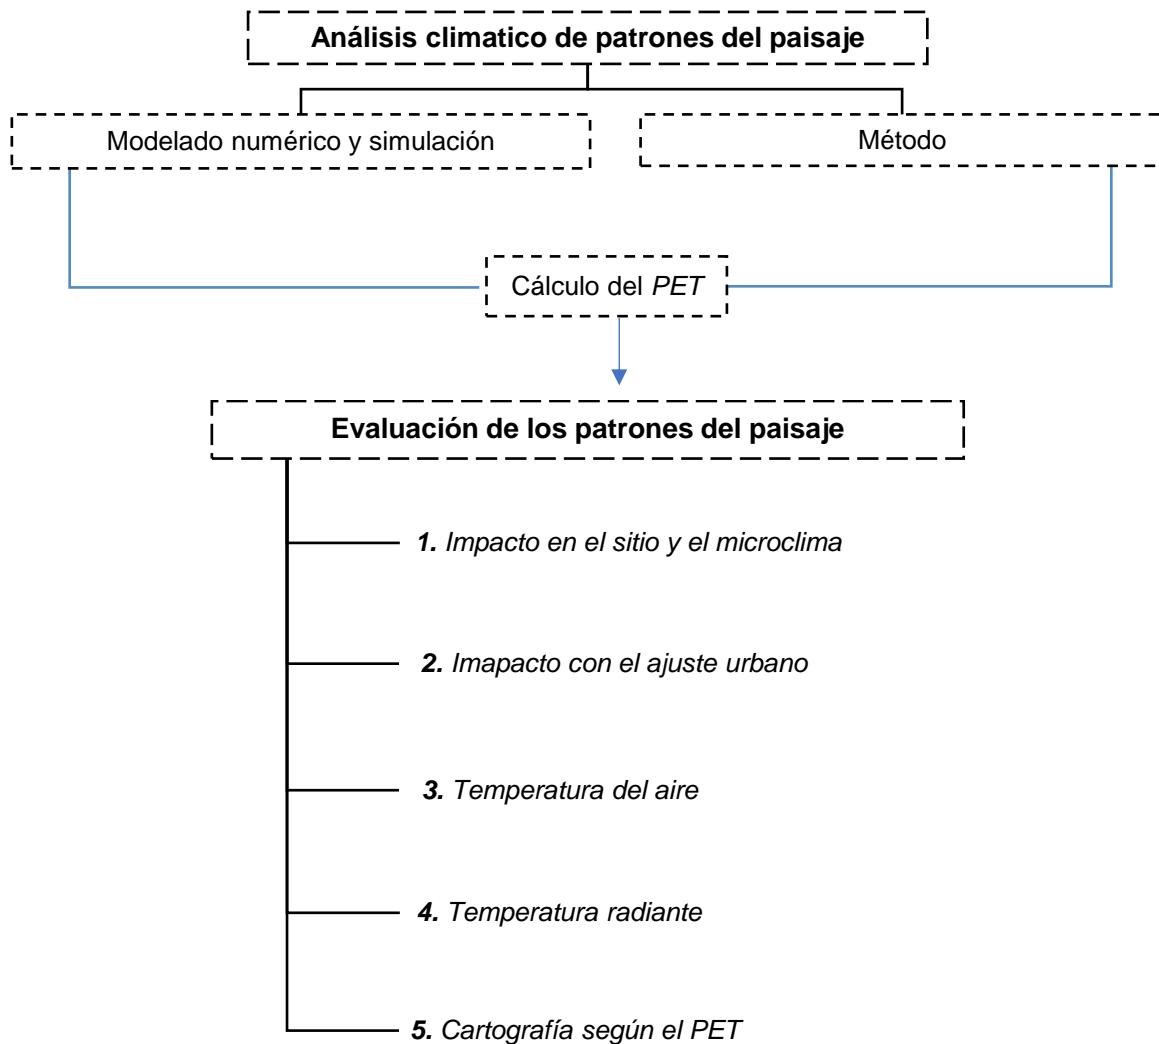 Análisis climatico de patrones del paisaje
Modelado numérico y simulación
Método
Cálculo del PET
Evaluación de los patrones del paisaje
1. Impacto en el sitio y el microclima
2. Imapacto con el ajuste urbano
3. Temperatura del aire
4. Temperatura radiante
5. Cartografía según el PET